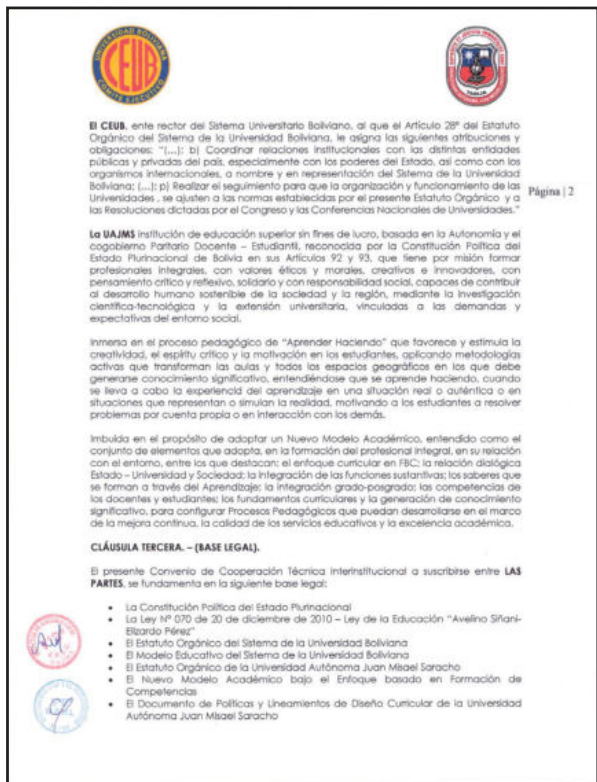 UNIVERSIDAD BOLIVIANA
CEUB
COMITÉ EJECUTIVO
TARIJA
El CEUB, ente rector del Sistema Universitario Boliviano, al que el Artículo 28º del Estatuto
Orgánico del Sistema de la Universidad Boliviana, le asigna las siguientes atribuciones y
obligaciones: "(...); b) Coordinar relaciones institucionales con las distintas entidades
públicas y privadas del país, especialmente con los poderes del Estado, así como con los
organismos internacionales, a nombre y en representación del Sistema de la Universidad
Boliviana; (...); p) Realizar el seguimiento para que la organización y funcionamiento de las
Universidades , se ajusten a las normas establecidas por el presente Estatuto Orgánico y a
las Resoluciones dictadas por el Congreso y las Conferencias Nacionales de Universidades."
Página | 2
La UAJMS institución de educación superior sin fines de lucro, basada en la Autonomía y el
cogobierno Paritario Docente – Estudiantil, reconocida por la Constitución Política del
Estado Plurinacional de Bolivia en sus Artículos 92 y 93, que tiene por misión formar
profesionales integrales, con valores éticos y morales, creativos e innovadores, con
pensamiento crítico y reflexivo, solidario y con responsabilidad social, capaces de contribuir
al desarrollo humano sostenible de la sociedad y la región, mediante la investigación
científica-tecnológica y la extensión universitaria, vinculadas a las demandas y
expectativas del entorno social.
Inmersa en el proceso pedagógico de "Aprender Haciendo" que favorece y estimula la
creatividad, el espíritu crítico y la motivación en los estudiantes, aplicando metodologías
activas que transforman las aulas y todos los espacios geográficos en los que debe
generarse conocimiento significativo, entendiéndose que se aprende haciendo, cuando
se lleva a cabo la experiencia del aprendizaje en una situación real o auténtica o en
situaciones que representan o simulan la realidad, motivando a los estudiantes a resolver
problemas por cuenta propia o en interacción con los demás.
Imbuida en el propósito de adoptar un Nuevo Modelo Académico, entendido como el
conjunto de elementos que adopta, en la formación del profesional integral, en su relación
con el entorno, entre los que destacan: el enfoque curricular en FBC; la relación dialógica
Estado – Universidad y Sociedad; la integración de las funciones sustantivas; los saberes que
se forman a través del Aprendizaje; la integración grado-posgrado; las competencias de
los docentes y estudiantes; los fundamentos curriculares y la generación de conocimiento
significativo, para configurar Procesos Pedagógicos que puedan desarrollarse en el marco
de la mejora continua, la calidad de los servicios educativos y la excelencia académica.
CLÁUSULA TERCERA. – (BASE LEGAL).
El presente Convenio de Cooperación Técnica Interinstitucional a suscribirse entre LAS
PARTES, se fundamenta en la siguiente base legal:
• La Constitución Política del Estado Plurinacional
• La Ley Nº 070 de 20 de diciembre de 2010 – Ley de la Educación "Avelino Siñani-
Elizardo Pérez"
• El Estatuto Orgánico del Sistema de la Universidad Boliviana
• El Modelo Educativo del Sistema de la Universidad Boliviana
• El Estatuto Orgánico de la Universidad Autónoma Juan Misael Saracho
• El Nuevo Modelo Académico bajo el Enfoque basado en Formación de
Competencias
• El Documento de Políticas y Lineamientos de Diseño Curricular de la Universidad
Autónoma Juan Misael Saracho